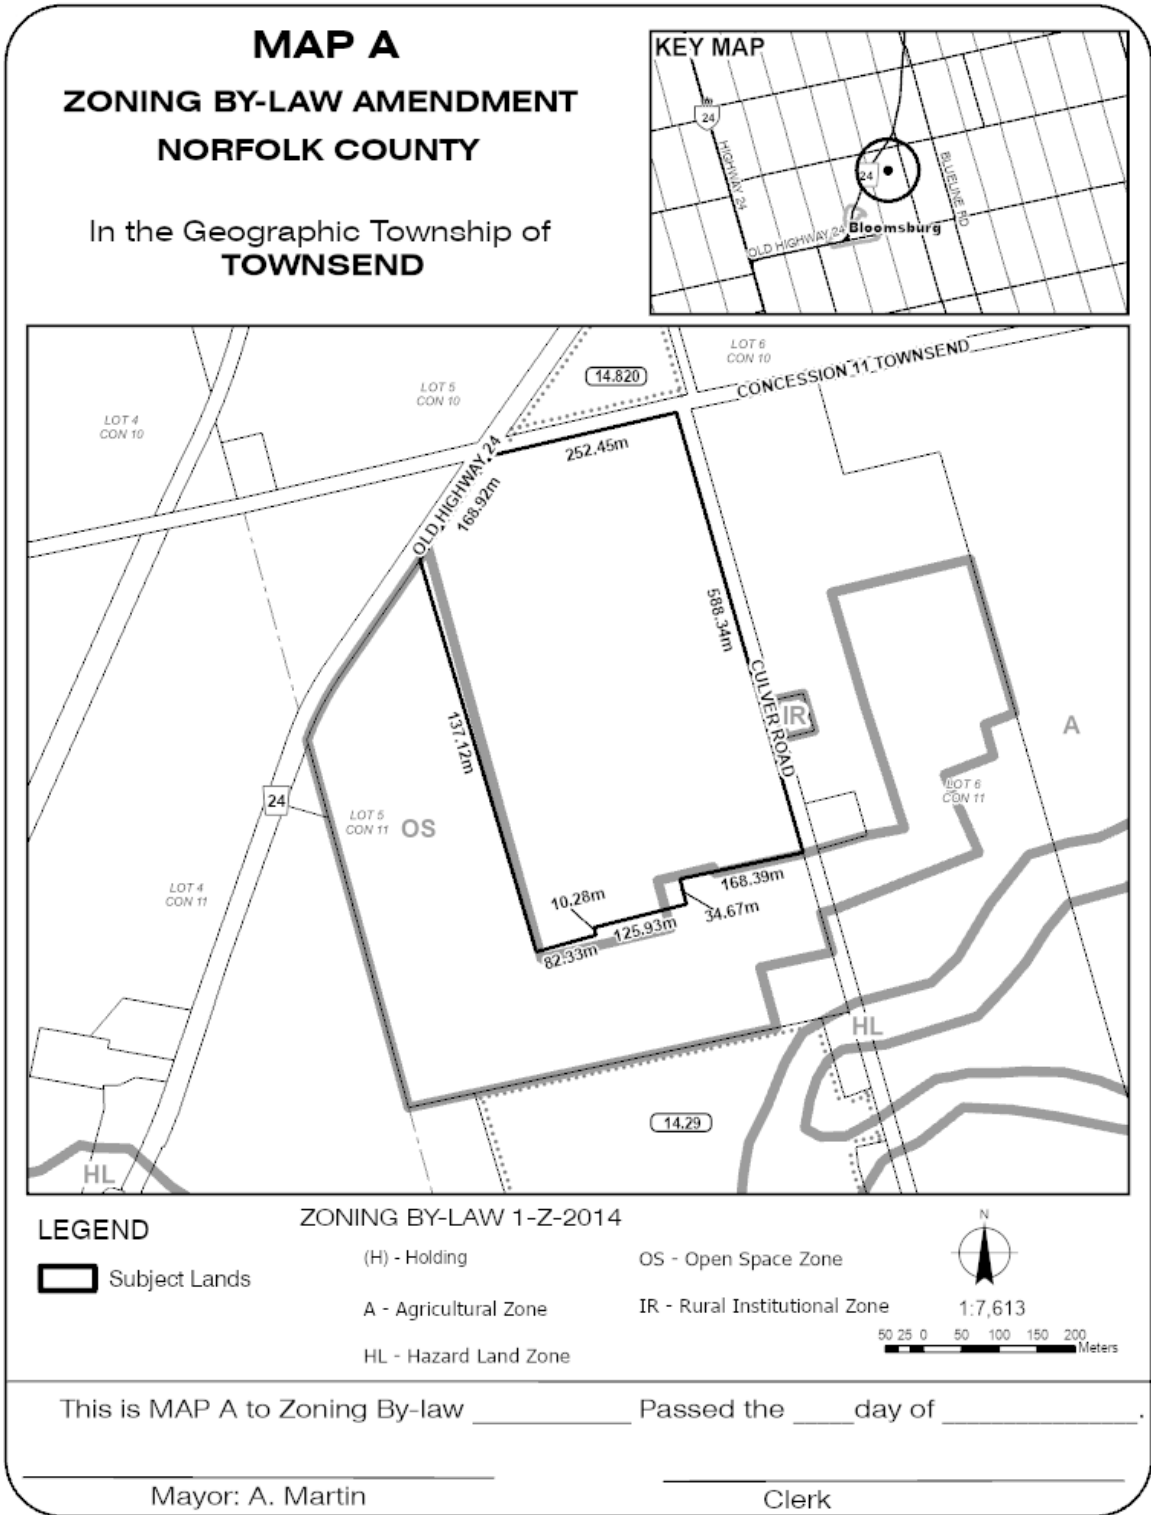 MAP A
ZONING BY-LAW AMENDMENT
NORFOLK COUNTY
In the Geographic Township of
TOWNSEND
KEY MAP
24
HIGHWAY 24
24
BLUELINE RD
OLD HIGHWAY 24
Bloomsburg
LOT 6
CON 10
14.820
CONCESSION 11 TOWNSEND
LOT 5
CON 10
LOT 4
CON 10
252.45m
OLD HIGHWAY 24
168.92m
588.34m
CULVER ROAD
IR
A
137.12m
24
LOT 5
CON 11
OS
LOT 6
CON 11
LOT 4
CON 11
10.28m
168.39m
34.67m
125.93m
82.33m
HL
14.29
HL
LEGEND
Subject Lands
ZONING BY-LAW 1-Z-2014
(H) - Holding
A - Agricultural Zone
HL - Hazard Land Zone
OS - Open Space Zone
IR - Rural Institutional Zone
N
1:7,613
50 25 0 50 100 150 200
Meters
This is MAP A to Zoning By-law ____________ Passed the ____ day of _______________.
Mayor: A. Martin
Clerk